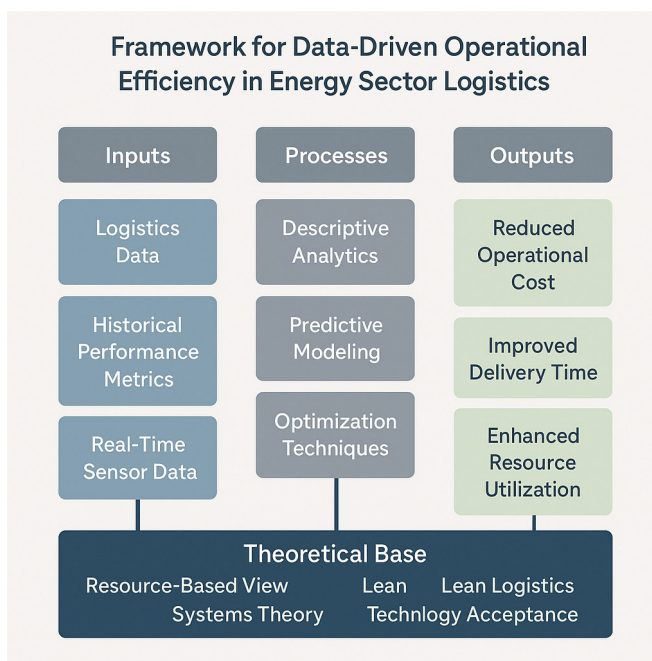 Framework for Data-Driven Operational
Efficiency in Energy Sector Logistics
Inputs
Processes
Outputs
Logistics
Data
Historical
Performance
Metrics
Real-Time
Sensor Data
Descriptive
Analytics
Predictive
Modeling
Optimization
Techniques
Reduced
Operational
Cost
Improved
Delivery Time
Enhanced
Resource
Utilization
Theoretical Base
Resource-Based View Lean Lean Logistics
Systems Theory Technlogy Acceptance